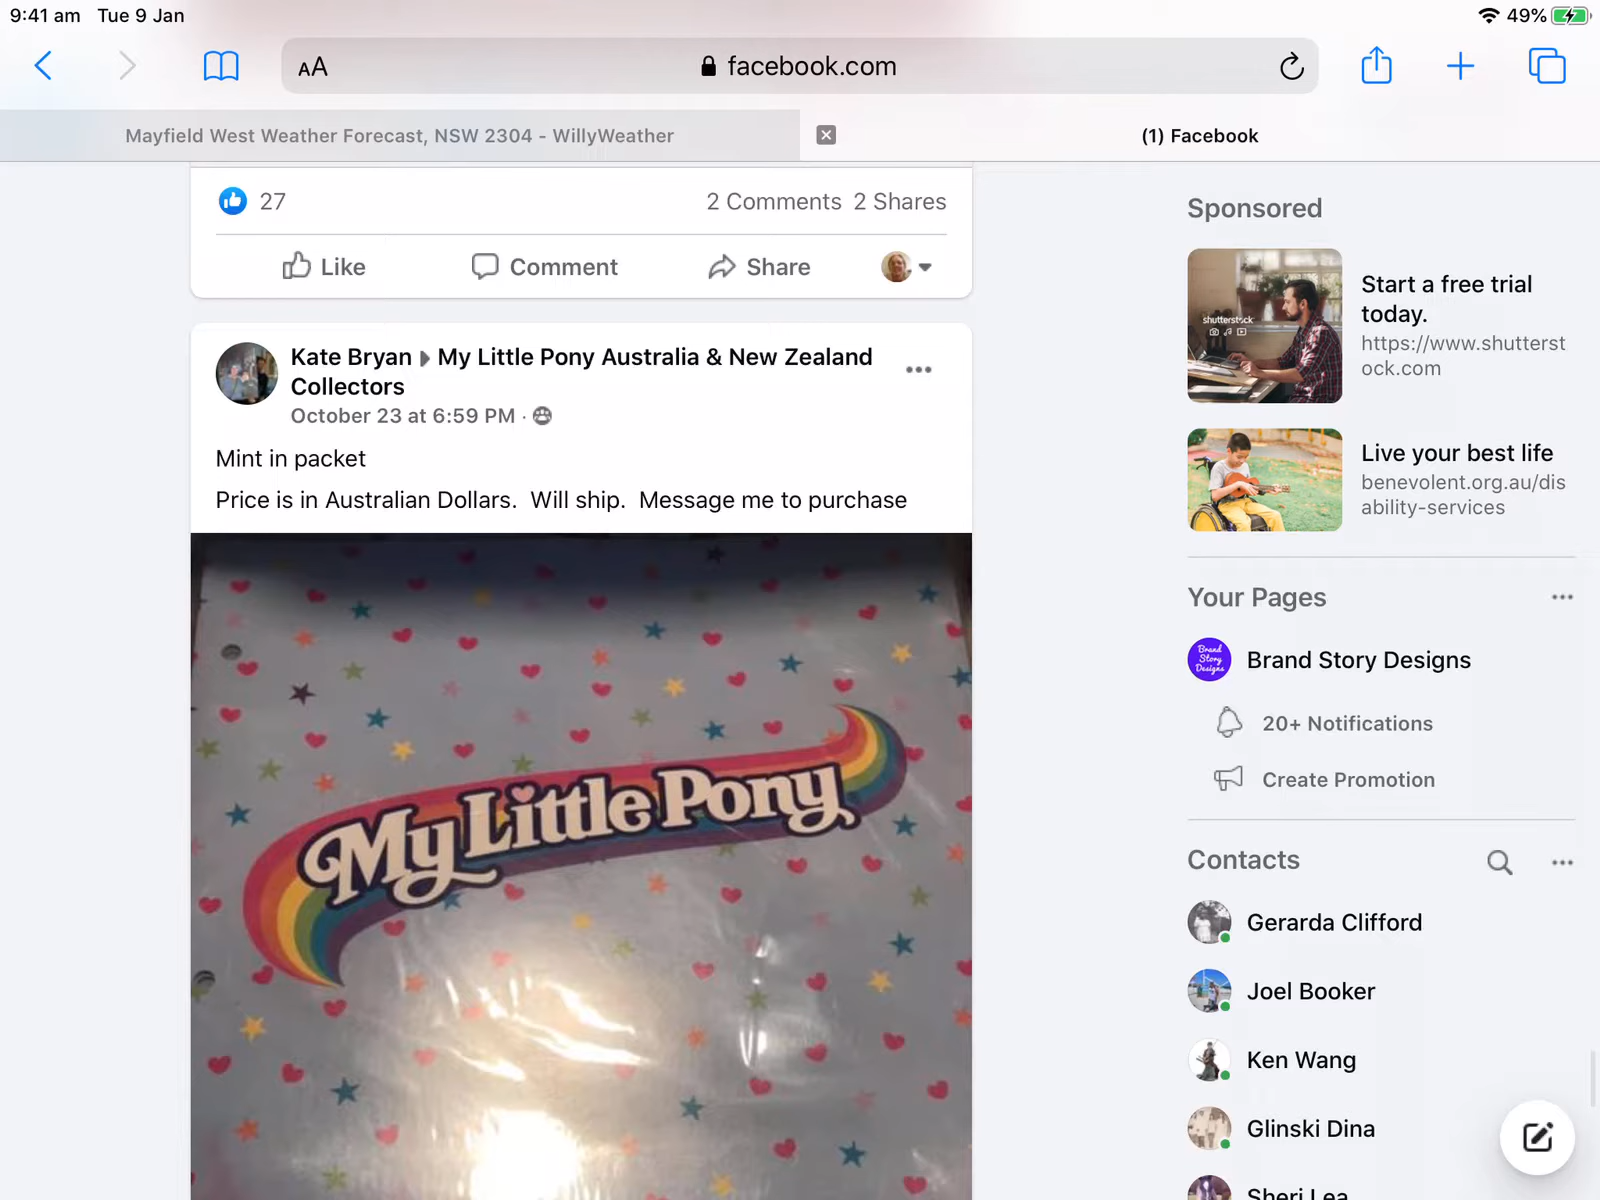 9:41 am Tue 9 Jan
49%
AA
facebook.com
Mayfield West Weather Forecast, NSW 2304 - WillyWeather
(1) Facebook
27
2 Comments 2 Shares
Like
Comment
Share
Kate Bryan My Little Pony Australia & New Zealand
Collectors
October 23 at 6:59 PM ·
Mint in packet
Price is in Australian Dollars. Will ship. Message me to purchase
My Little Pony
Sponsored
shutterstock
Start a free trial
today.
https://www.shutterst
ock.com
Live your best life
benevolent.org.au/dis
ability-services
Your Pages
Brand
Story
Designs
Brand Story Designs
20+ Notifications
Create Promotion
Contacts
Gerarda Clifford
Joel Booker
Ken Wang
Glinski Dina
Sheri Lea